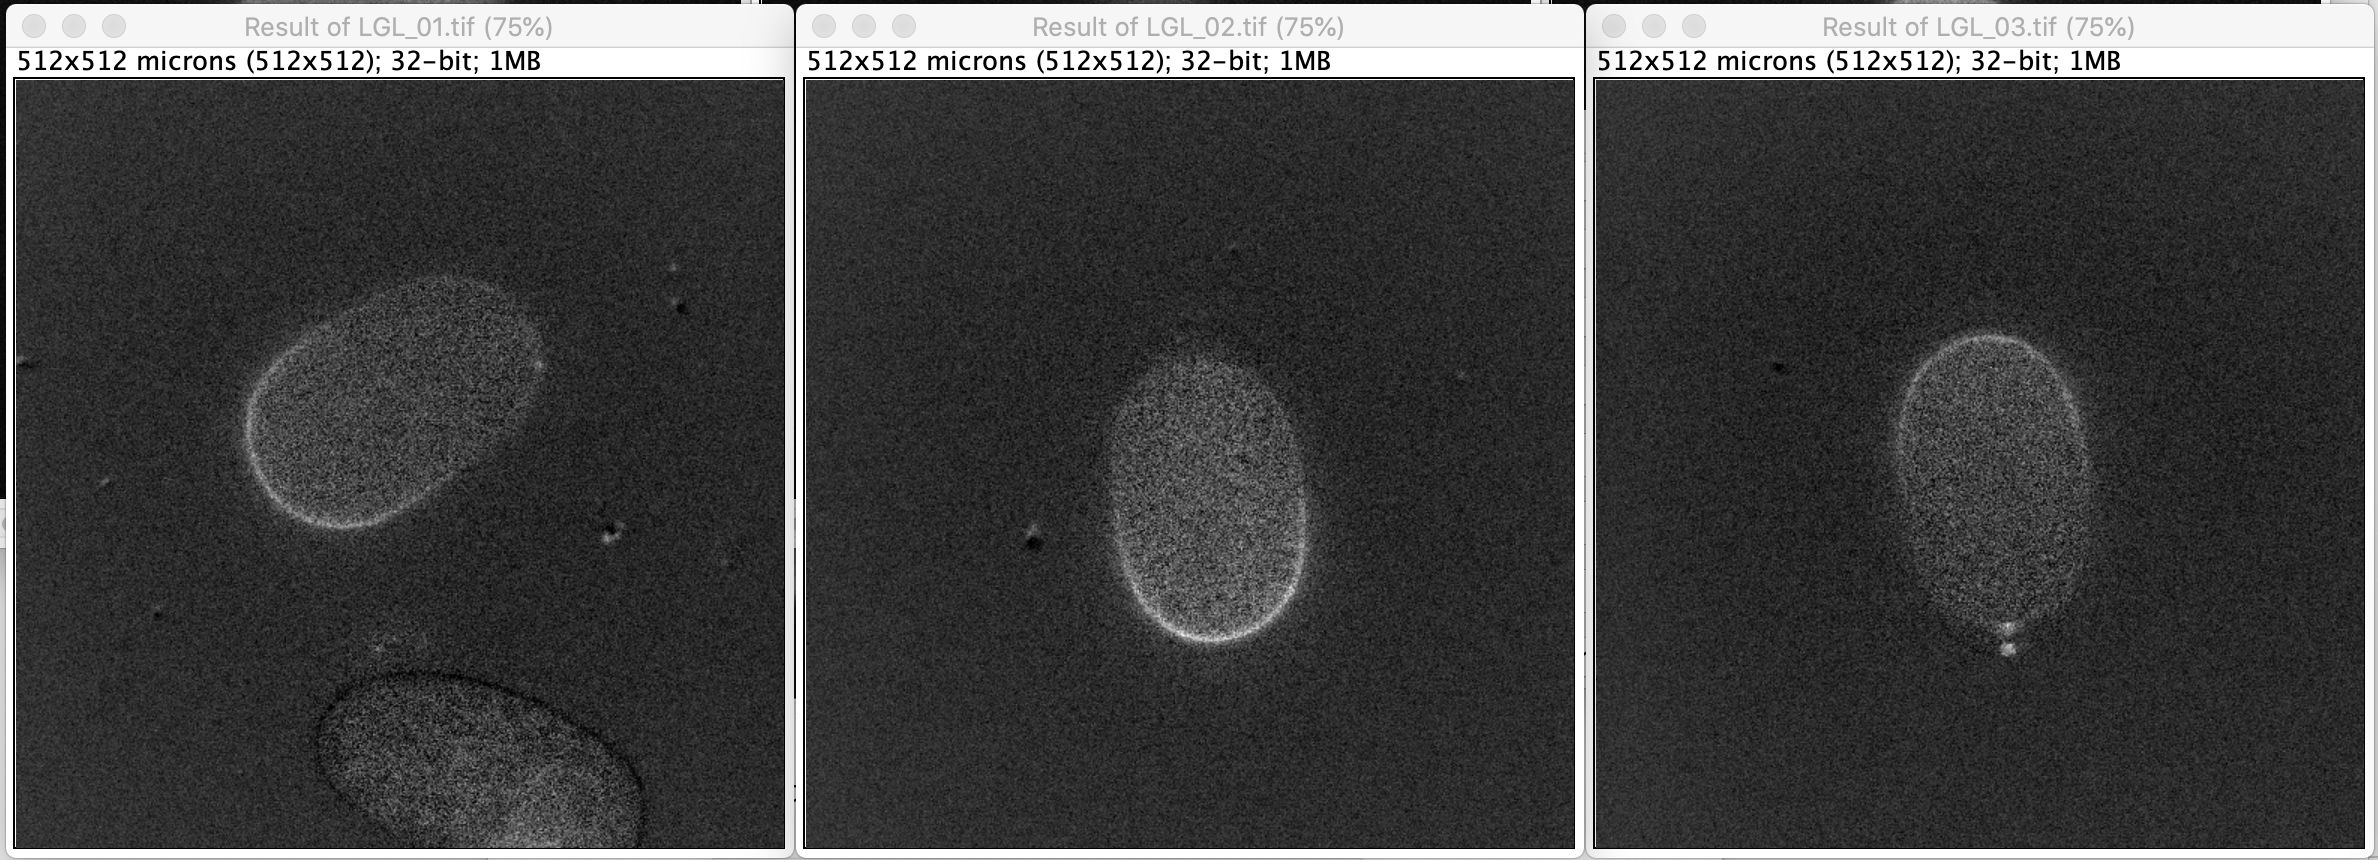 Result of LGL_01.tif (75%)
512x512 microns (512x512); 32-bit; 1MB
Result of LGL_02.tif (75%)
512x512 microns (512x512); 32-bit; 1MB
Result of LGL_03.tif (75%)
512x512 microns (512x512); 32-bit; 1MB